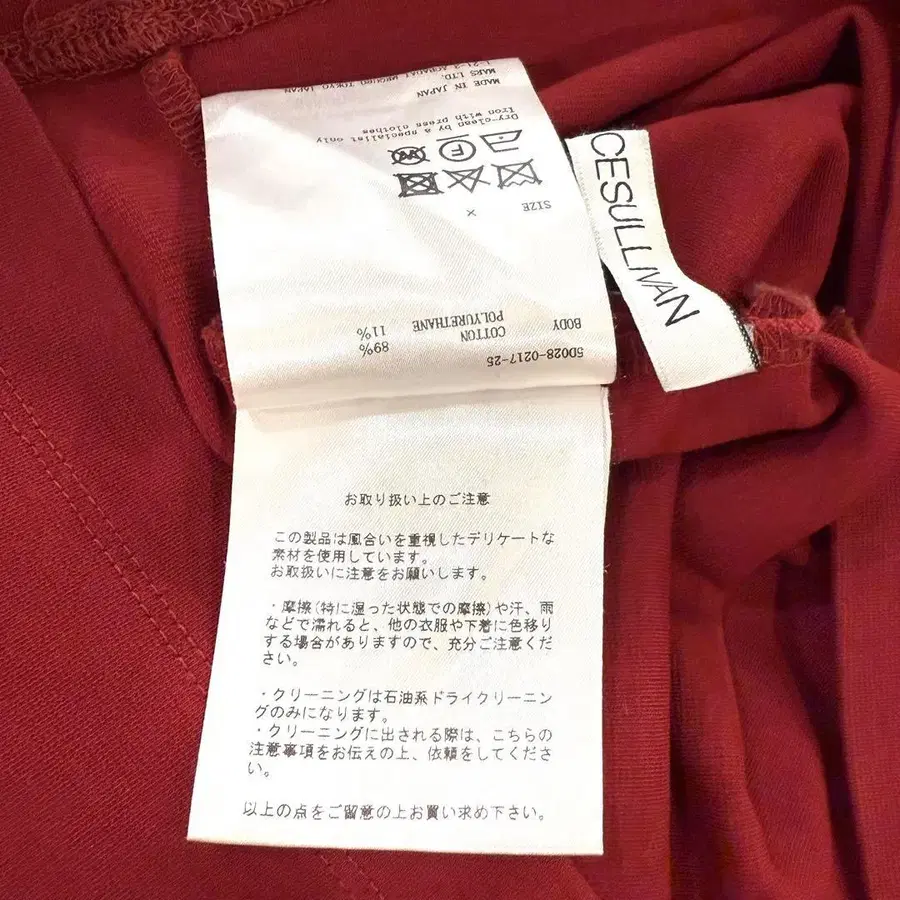 5D028-0217-25
BODY
COTTON 89%
POLYURETHANE 11%
SIZE
×
Iron with press clothes
Dry-clean by a specialist only
MARS LTD.
MADE IN JAPAN
CESULLIVAN
お取り扱い上のご注意
この製品は風合いを重視したデリケートな
素材を使用しています。
お取扱いに注意をお願いします。
・摩擦(特に湿った状態での摩擦)や汗、雨
などで濡れると、他の衣服や下着に色移り
する場合がありますので、充分ご注意くだ
さい。
・クリーニングは石油系ドライクリーニン
グのみになります。
・クリーニングに出される際は、こちらの
注意事項をお伝えの上、依頼をしてくださ
い。
以上の点をご留意の上お買い求め下さい。